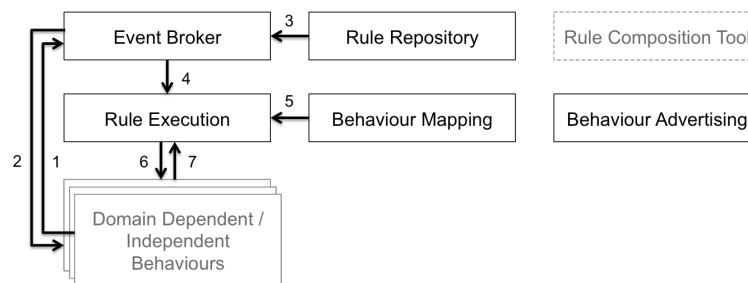 Event Broker
3
Rule Repository
Rule Composition Tool
4
Rule Execution
5
Behaviour Mapping
Behaviour Advertising
2
1
6
7
Domain Dependent /
Independent
Behaviours